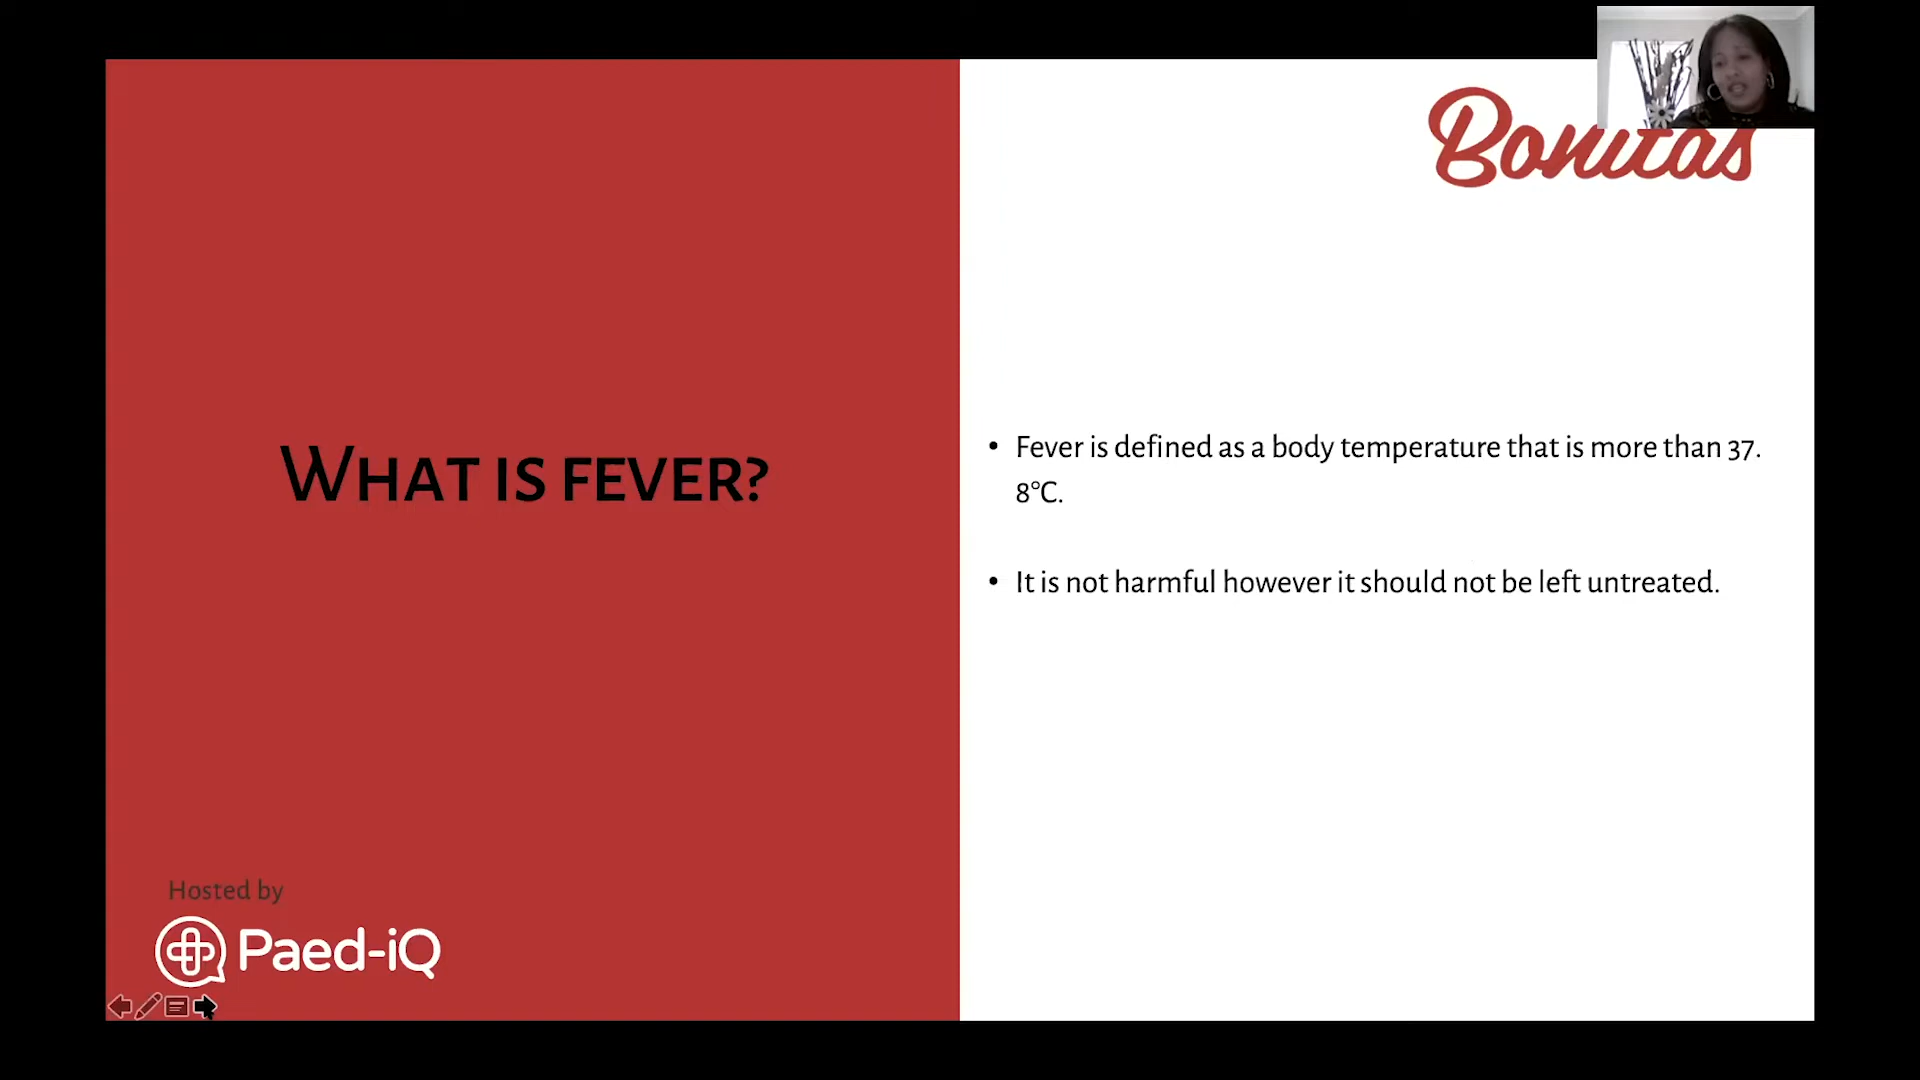 Bonitas
WHAT IS FEVER?
• Fever is defined as a body temperature that is more than 37.
8°C.
• It is not harmful however it should not be left untreated.
Hosted by
Paed-iQ